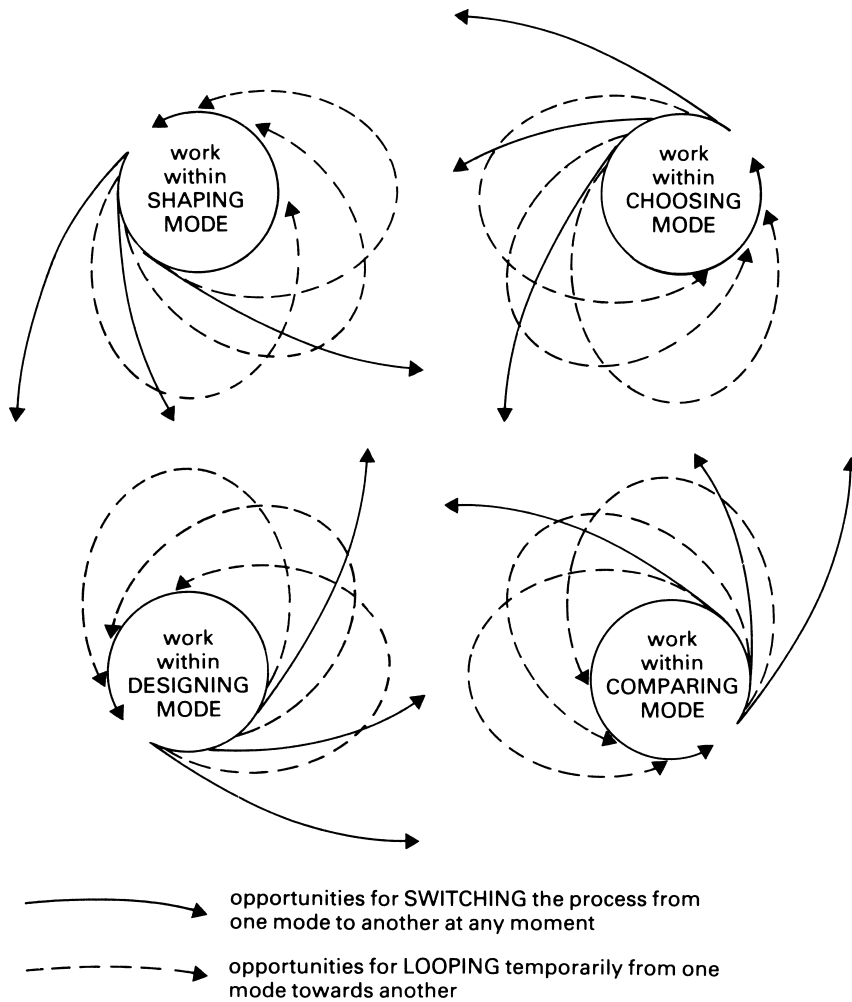 work
within
SHAPING
MODE
work
within
CHOOSING
MODE
work
within
DESIGNING
MODE
work
within
COMPARING
MODE
opportunities for SWITCHING the process from
one mode to another at any moment
opportunities for LOOPING temporarily from one
mode towards another